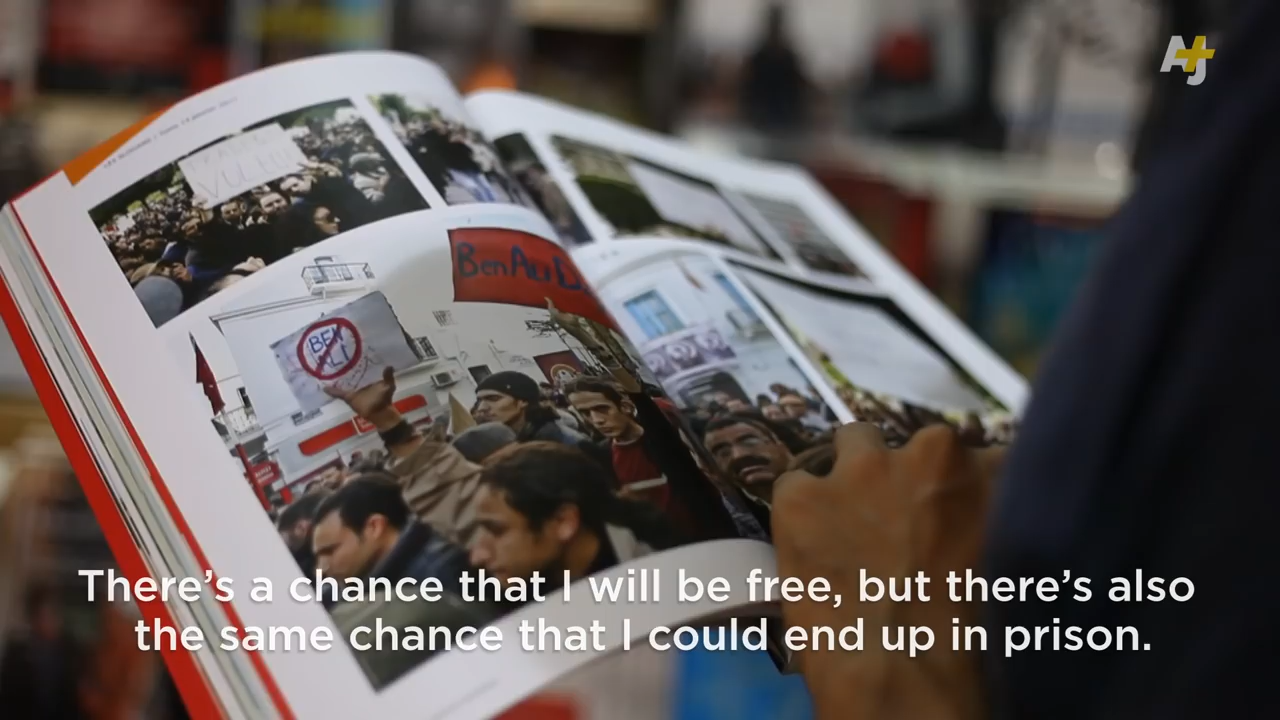 AJ+
VULGUM
BEN ALI D
BEN
ALI
There's a chance that I will be free, but there's also
the same chance that I could end up in prison.